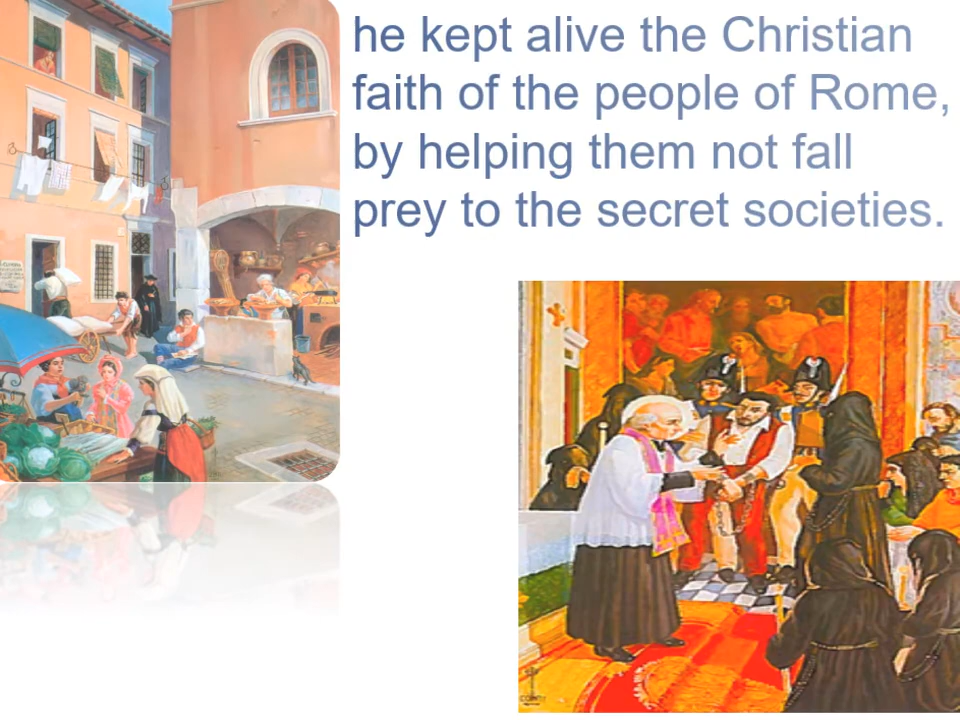 he kept alive the Christian
faith of the people of Rome,
by helping them not fall
prey to the secret societies.